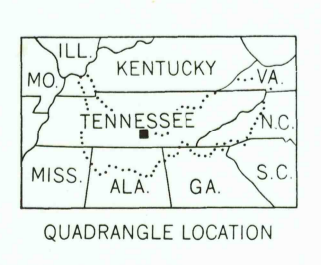 ILL.
KENTUCKY
MO.
VA.
TENNESSEE
N.C.
MISS.
ALA.
GA.
S.C.
QUADRANGLE LOCATION